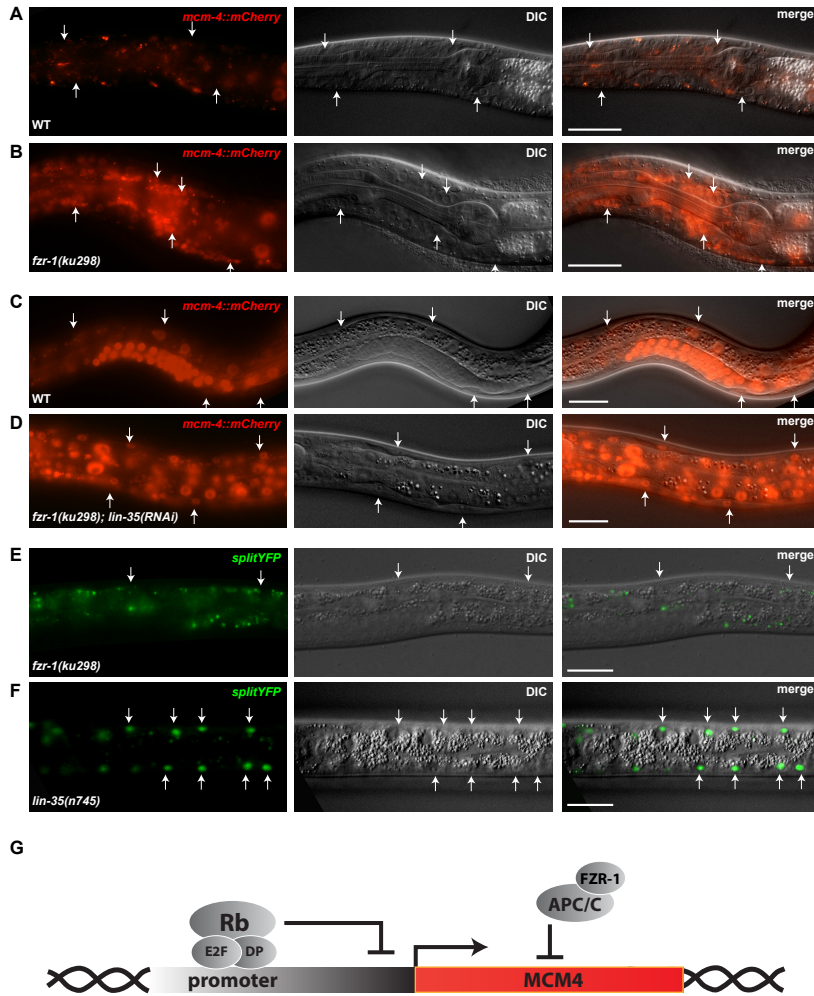 A
mcm-4::mCherry
DIC
merge
WT
B
mcm-4::mCherry
DIC
merge
fzr-1(ku298)
C
mcm-4::mCherry
DIC
merge
WT
D
mcm-4::mCherry
DIC
merge
fzr-1(ku298); lin-35(RNAi)
E
splitYFP
DIC
merge
fzr-1(ku298)
F
splitYFP
DIC
merge
lin-35(n745)
G
FZR-1
APC/C
Rb
E2F DP
promoter
MCM4